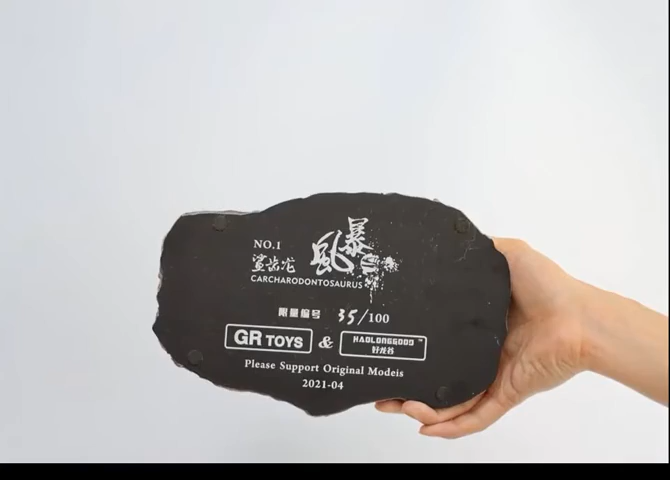 NO.1
鲨齿龙
暴風
CARCHARODONTOSAURUS
限量编号 35/100
GR TOYS & HAOLONGGOOD™
好龙谷
Please Support Original Modeis
2021-04